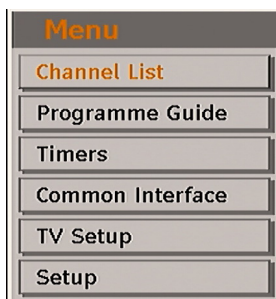 Menu
Channel List
Programme Guide
Timers
Common Interface
TV Setup
Setup